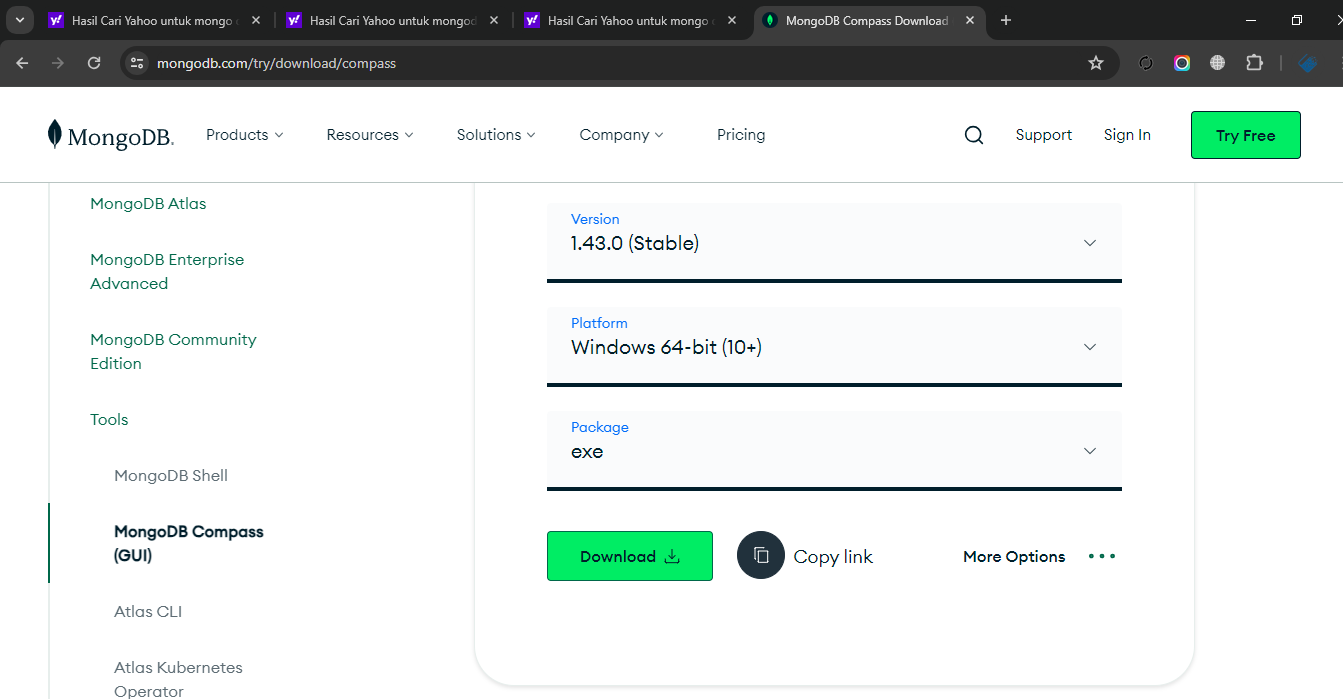 Hasil Cari Yahoo untuk mongo
Hasil Cari Yahoo untuk mongod
Hasil Cari Yahoo untuk mongo
MongoDB Compass Download
mongodb.com/try/download/compass
MongoDB.
Products
Resources
Solutions
Company
Pricing
Support
Sign In
Try Free
MongoDB Atlas
MongoDB Enterprise
Advanced
MongoDB Community
Edition
Tools
MongoDB Shell
MongoDB Compass
(GUI)
Atlas CLI
Atlas Kubernetes
Operator
Version
1.43.0 (Stable)
Platform
Windows 64-bit (10+)
Package
exe
Download
Copy link
More Options